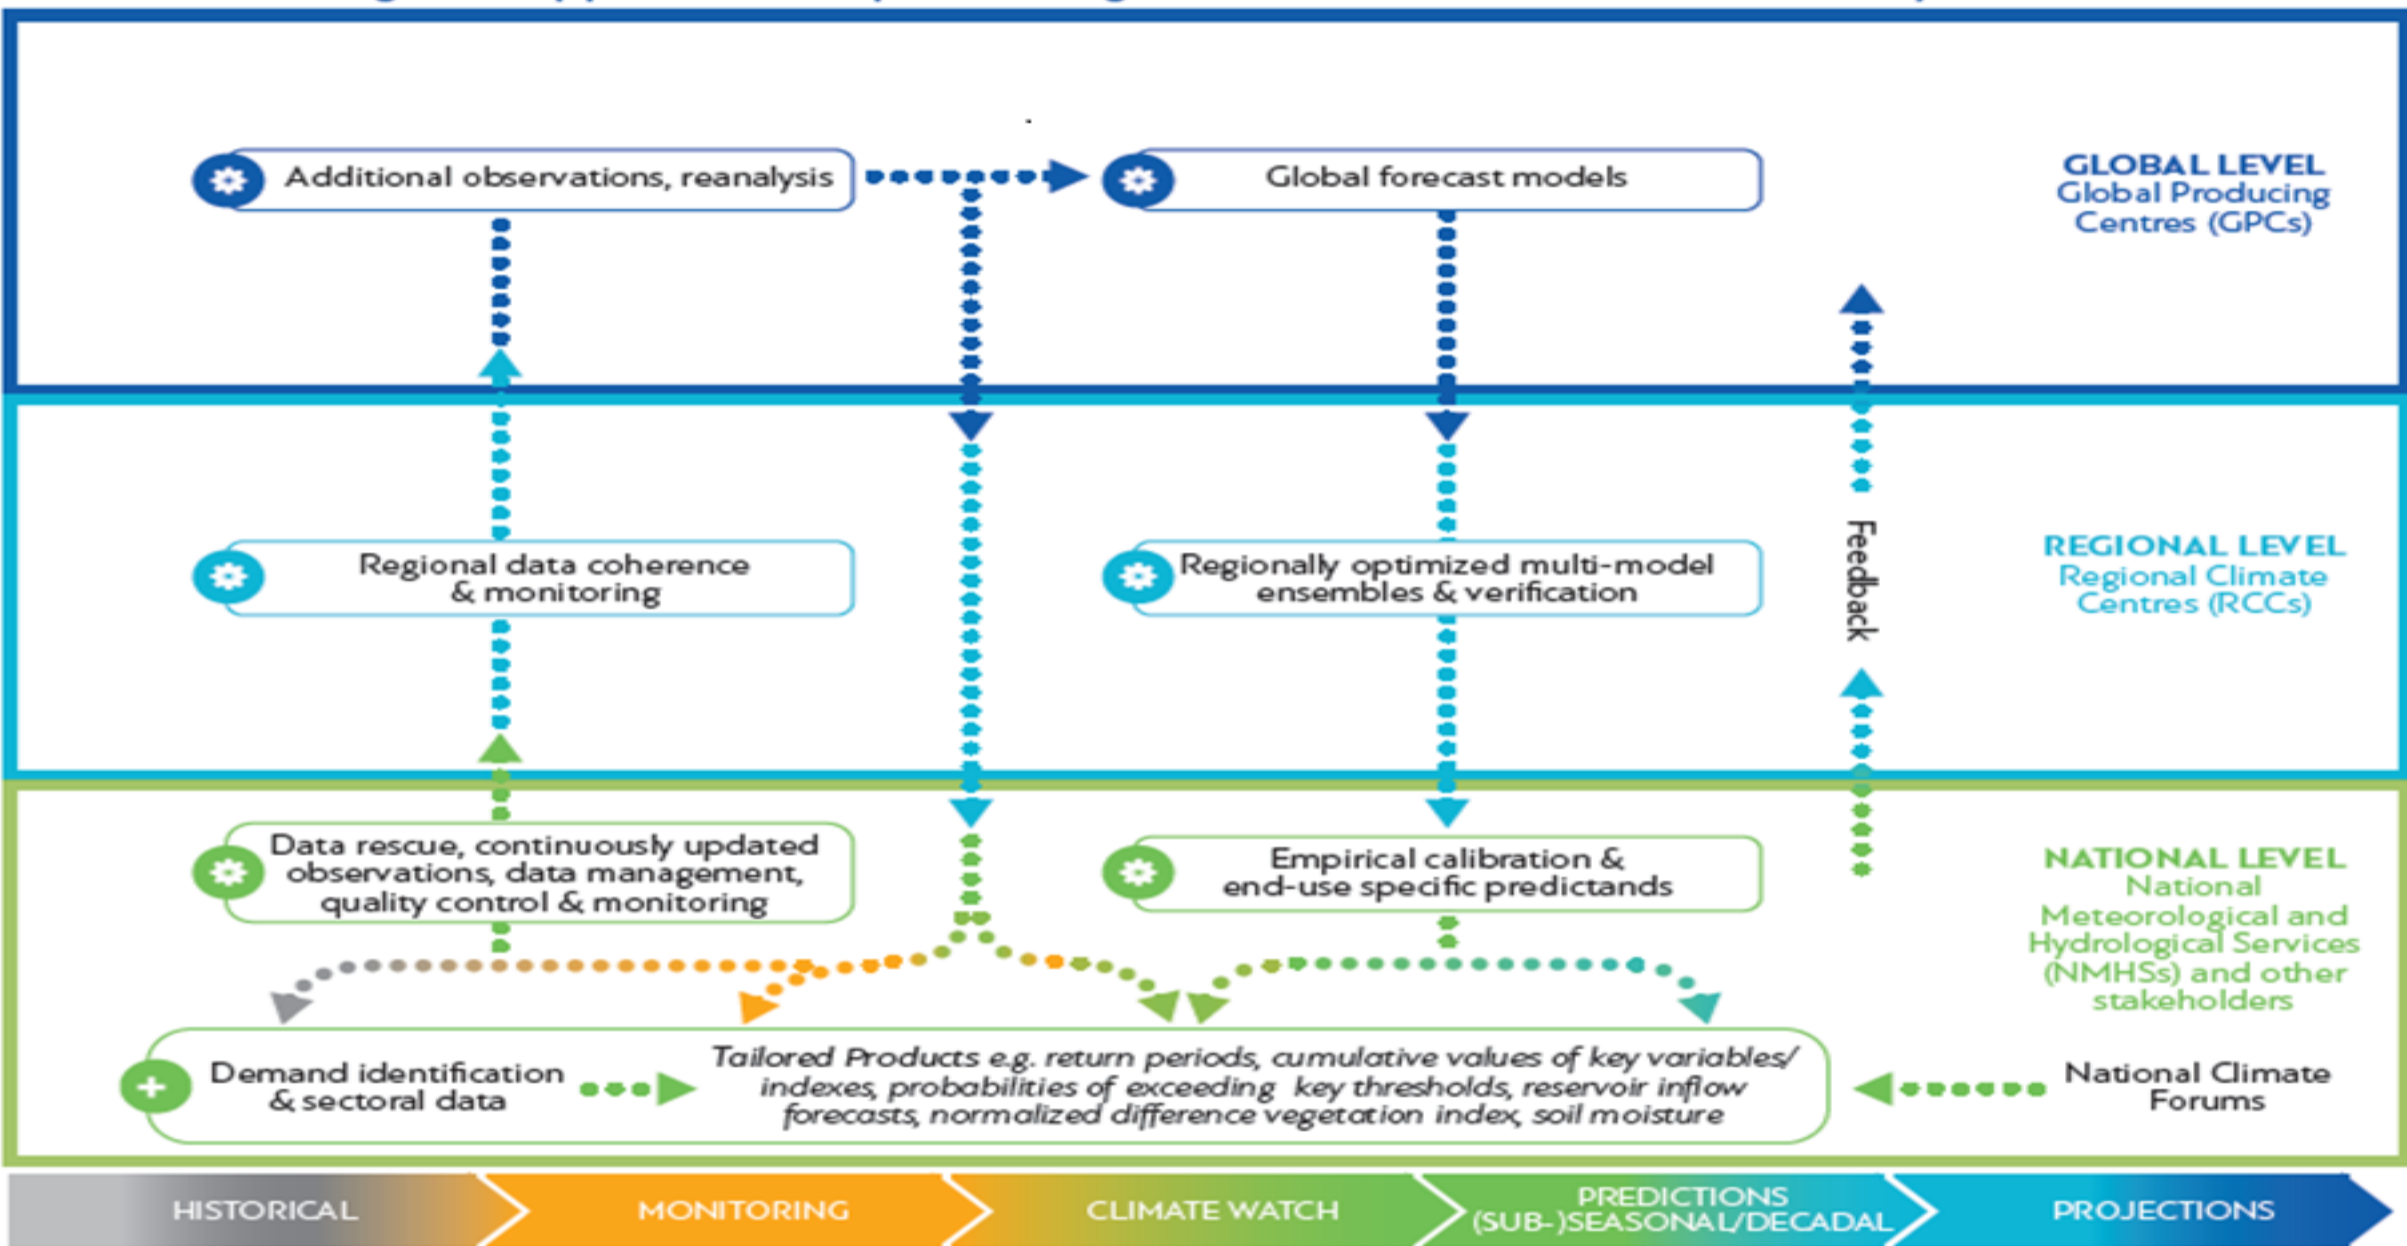 Additional observations, reanalysis
Global forecast models
GLOBAL LEVEL
Global Producing
Centres (GPCs)
Regional data coherence
& monitoring
Regionally optimized multi-model
ensembles & verification
Feedback
REGIONAL LEVEL
Regional Climate
Centres (RCCs)
Data rescue, continuously updated
observations, data management,
quality control & monitoring
Empirical calibration &
end-use specific predictands
NATIONAL LEVEL
National
Meteorological and
Hydrological Services
(NMHSs) and other
stakeholders
Demand identification
& sectoral data
Tailored Products e.g. return periods, cumulative values of key variables/
indexes, probabilities of exceeding key thresholds, reservoir inflow
forecasts, normalized difference vegetation index, soil moisture
National Climate
Forums
HISTORICAL
MONITORING
CLIMATE WATCH
PREDICTIONS
(SUB-)SEASONAL/DECADAL
PROJECTIONS